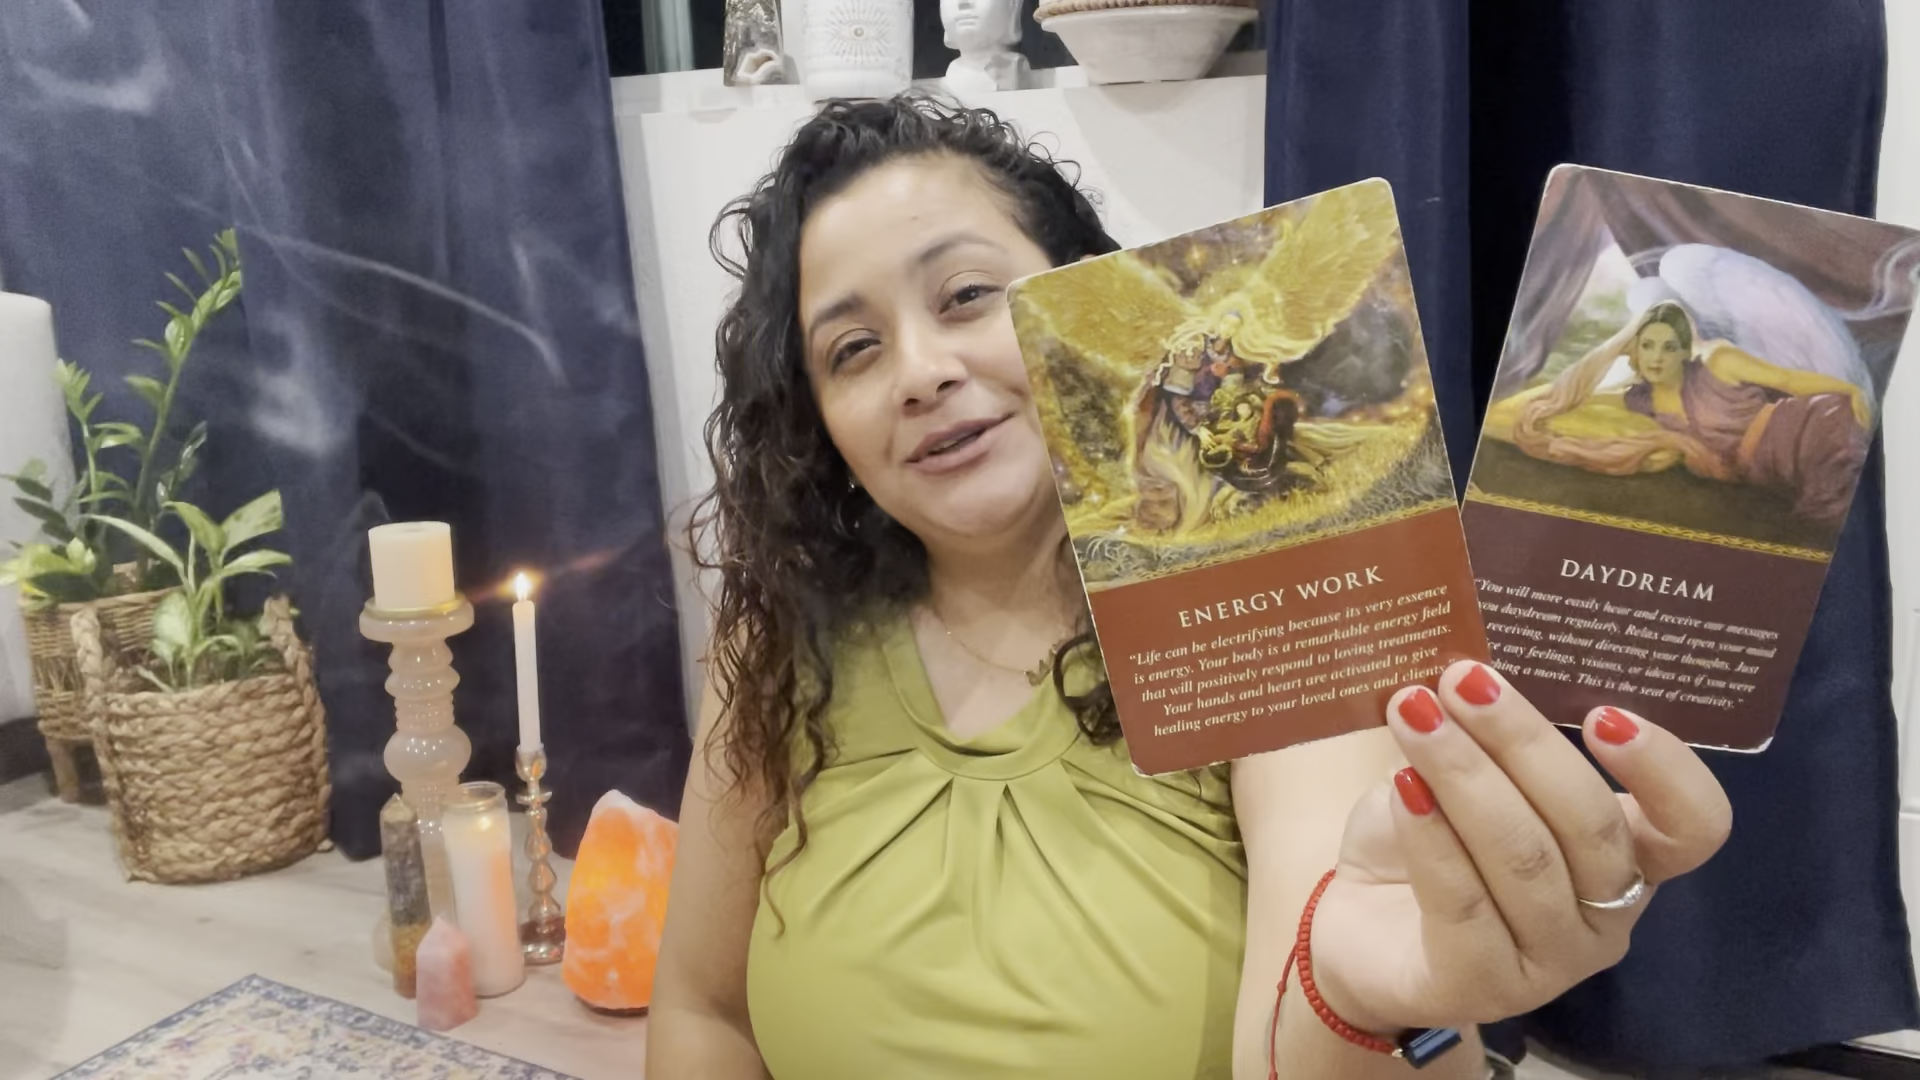 ENERGY WORK
"Life can be electrifying because its very essence
is energy. Your body is a remarkable energy field
that will positively respond to loving treatments.
Your hands and heart are activated to give
healing energy to your loved ones and clients."
DAYDREAM
"You will more easily hear and receive our messages
you daydream regularly. Relax and open your mind
receiving, without directing your thoughts. Just
any feelings, visions, or ideas as if you were
a movie. This is the seat of creativity."